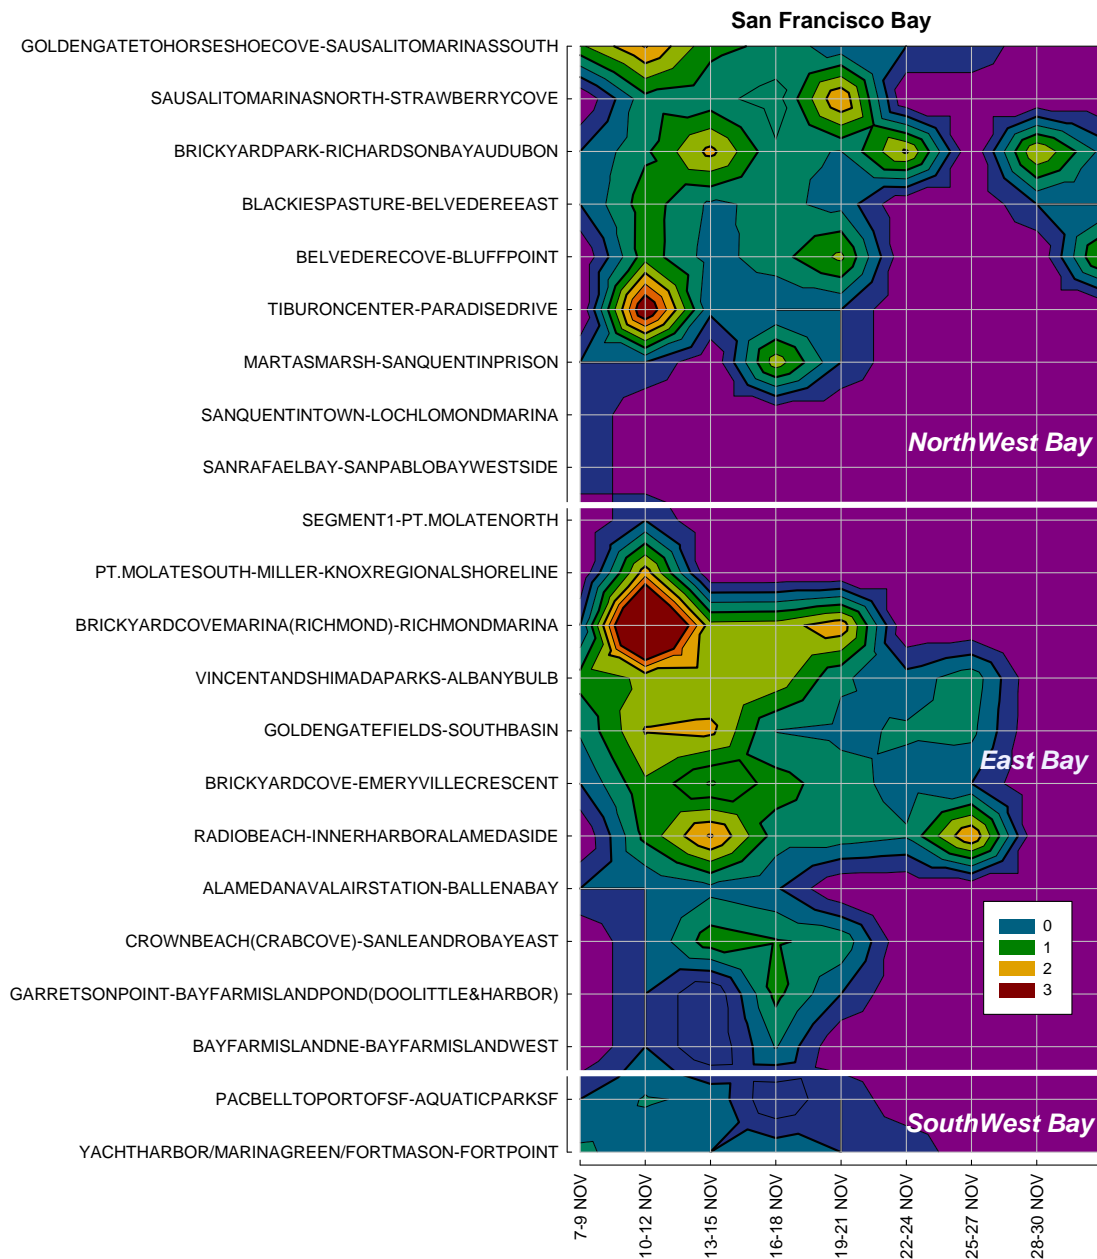 San Francisco Bay
GOLDENGATETOHORSESHOECOVE-SAUSALITOMARINASSOUTH
SAUSALITOMARINASNORTH-STRAWBERRYCOVE
BRICKYARDPARK-RICHARDSONBAYAUDUBON
BLACKIESPASTURE-BELVEDEREEAST
BELVEDERECOVE-BLUFFPOINT
TIBURONCENTER-PARADISEDRIVE
MARTASMARSH-SANQUENTINPRISON
SANQUENTINTOWN-LOCHLOMONDMARINA
NorthWest Bay
SANRAFAELBAY-SANPABLOBAYWESTSIDE
SEGMENT1-PT.MOLATENORTH
PT.MOLATESOUTH-MILLER-KNOXREGIONALSHORELINE
BRICKYARDCOVEMARINA(RICHMOND)-RICHMONDMARINA
VINCENTANDSHIMADAPARKS-ALBANYBULB
GOLDENGATEFIELDS-SOUTHBASIN
East Bay
BRICKYARDCOVE-EMERYVILLECRESCENT
RADIOBEACH-INNERHARBORALAMEDASIDE
ALAMEDANAVALAIRSTATION-BALLENABAY
CROWNBEACH(CRABCOVE)-SANLEANDROBAYEAST
GARRETSONPOINT-BAYFARMISLANDPOND(DOOLITTLE&HARBOR)
BAYFARMISLANDNE-BAYFARMISLANDWEST
0
1
2
3
PACBELLTOPORTOFSF-AQUATICPARKSF
SouthWest Bay
YACHTHARBOR/MARINAGREEN/FORTMASON-FORTPOINT
7-9 NOV
10-12 NOV
13-15 NOV
16-18 NOV
19-21 NOV
22-24 NOV
25-27 NOV
28-30 NOV